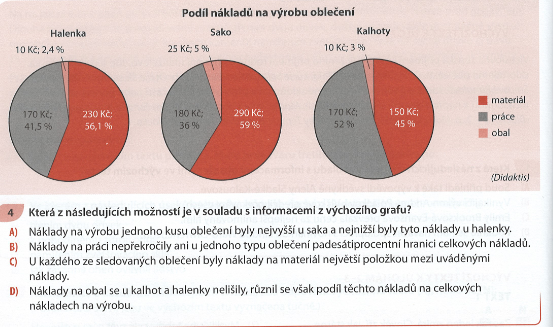 Podíl nákladů na výrobu oblečení
Halenka
10 Kč; 2,4 %
170 Kč;
41,5 %
230 Kč;
56,1 %
Sako
25 Kč; 5 %
180 Kč;
36 %
290 Kč;
59 %
Kalhoty
10 Kč; 3 %
170 Kč;
52 %
150 Kč;
45 %
materiál
práce
obal
(Didaktis)
4 Která z následujících možností je v souladu s informacemi z výchozího grafu?
A) Náklady na výrobu jednoho kusu oblečení byly nejvyšší u saka a nejnižší byly tyto náklady u halenky.
B) Náklady na práci nepřekročily ani u jednoho typu oblečení padesátiprocentní hranici celkových nákladů.
C) U každého ze sledovaných oblečení byly náklady na materiál největší položkou mezi uváděnými
náklady.
D) Náklady na obal se u kalhot a halenky nelišily, různil se však podíl těchto nákladů na celkových
nákladech na výrobu.